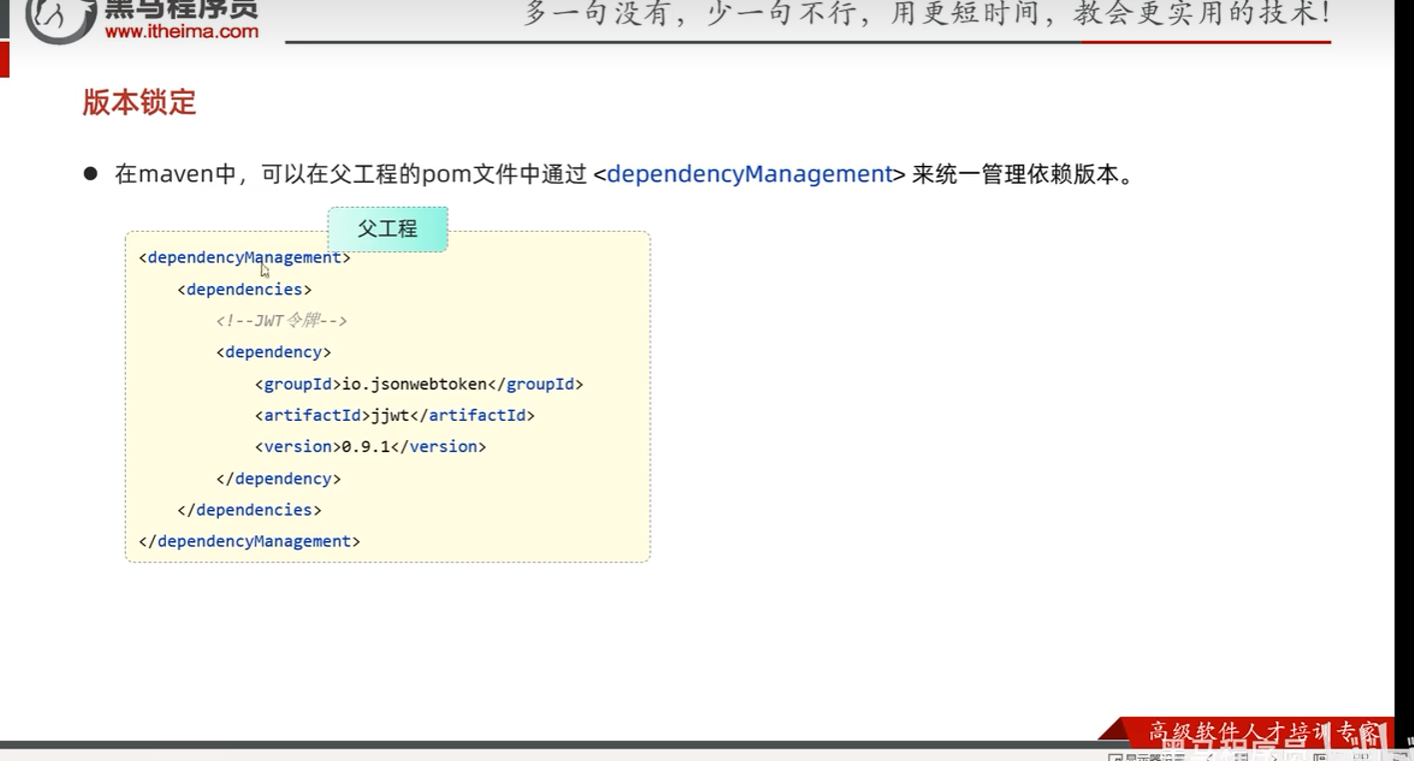 黑马程序员
www.itheima.com
多一句没有，少一句不行，用更短时间，教会更实用的技术！
版本锁定
● 在maven中，可以在父工程的pom文件中通过 <dependencyManagement> 来统一管理依赖版本。
父工程
<dependencyManagement>
<dependencies>
<!--JWT令牌-->
<dependency>
<groupId>io.jsonwebtoken</groupId>
<artifactId>jjwt</artifactId>
<version>0.9.1</version>
</dependency>
</dependencies>
</dependencyManagement>
高级软件人才培训专家
黑马程序员